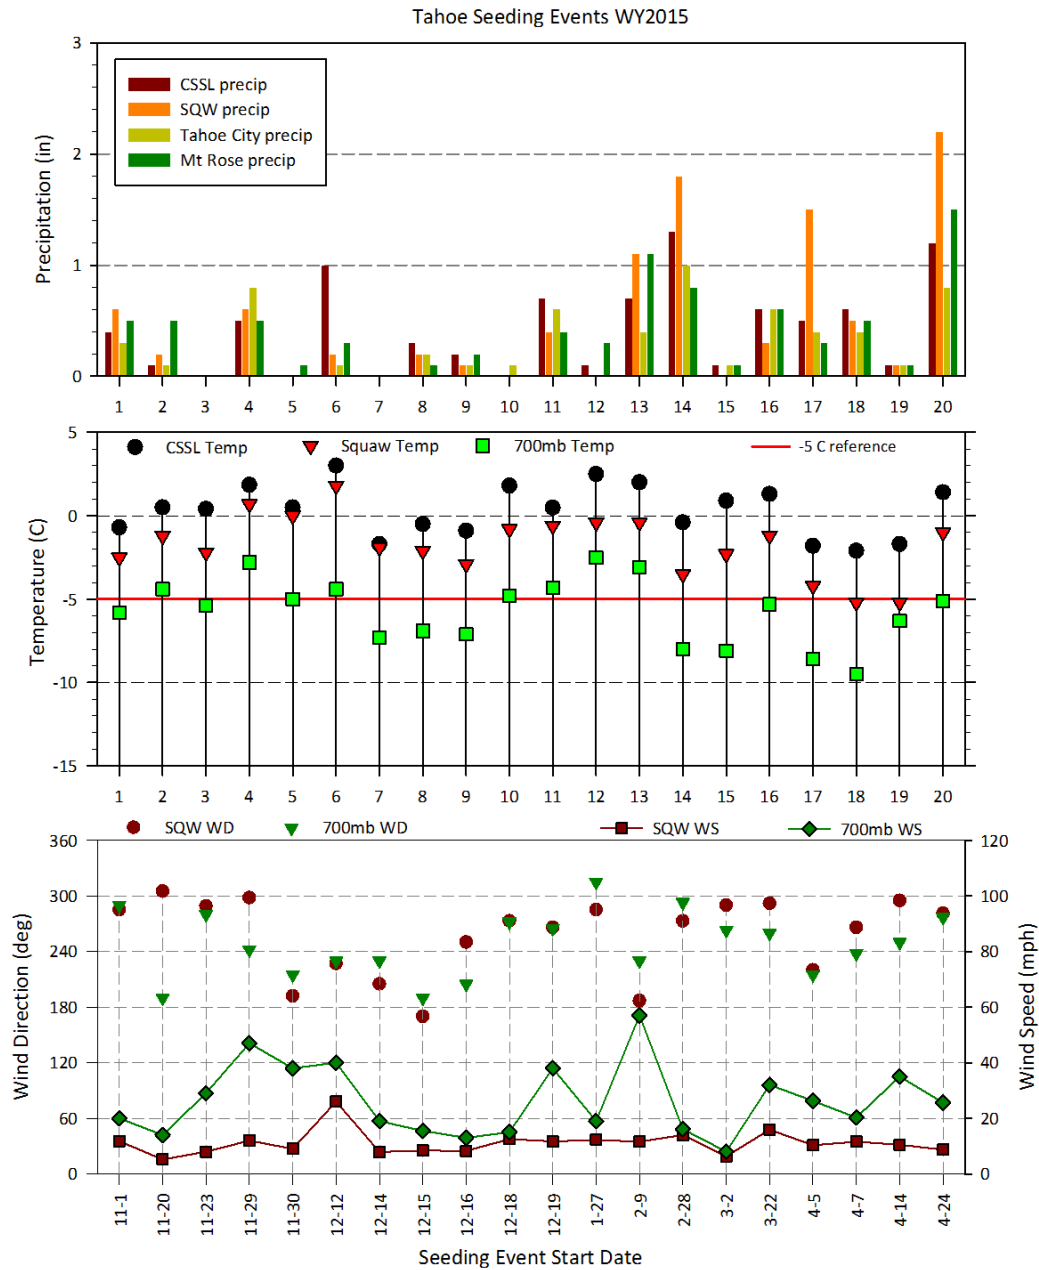 Tahoe Seeding Events WY2015
Precipitation (in)
3
2
1
0
CSSL precip
SQW precip
Tahoe City precip
Mt Rose precip
1 2 3 4 5 6 7 8 9 10 11 12 13 14 15 16 17 18 19 20
Temperature (C)
5
0
-5
-10
-15
CSSL Temp Squaw Temp 700mb Temp -5 C reference
1 2 3 4 5 6 7 8 9 10 11 12 13 14 15 16 17 18 19 20
SQW WD 700mb WD SQW WS 700mb WS
Wind Direction (deg)
360
300
240
180
120
60
0
120
100
80
60
40
20
0
Wind Speed (mph)
11-1 11-20 11-23 11-29 11-30 12-12 12-14 12-15 12-16 12-18 12-19 1-27 2-9 2-28 3-2 3-22 4-5 4-7 4-14 4-24
Seeding Event Start Date